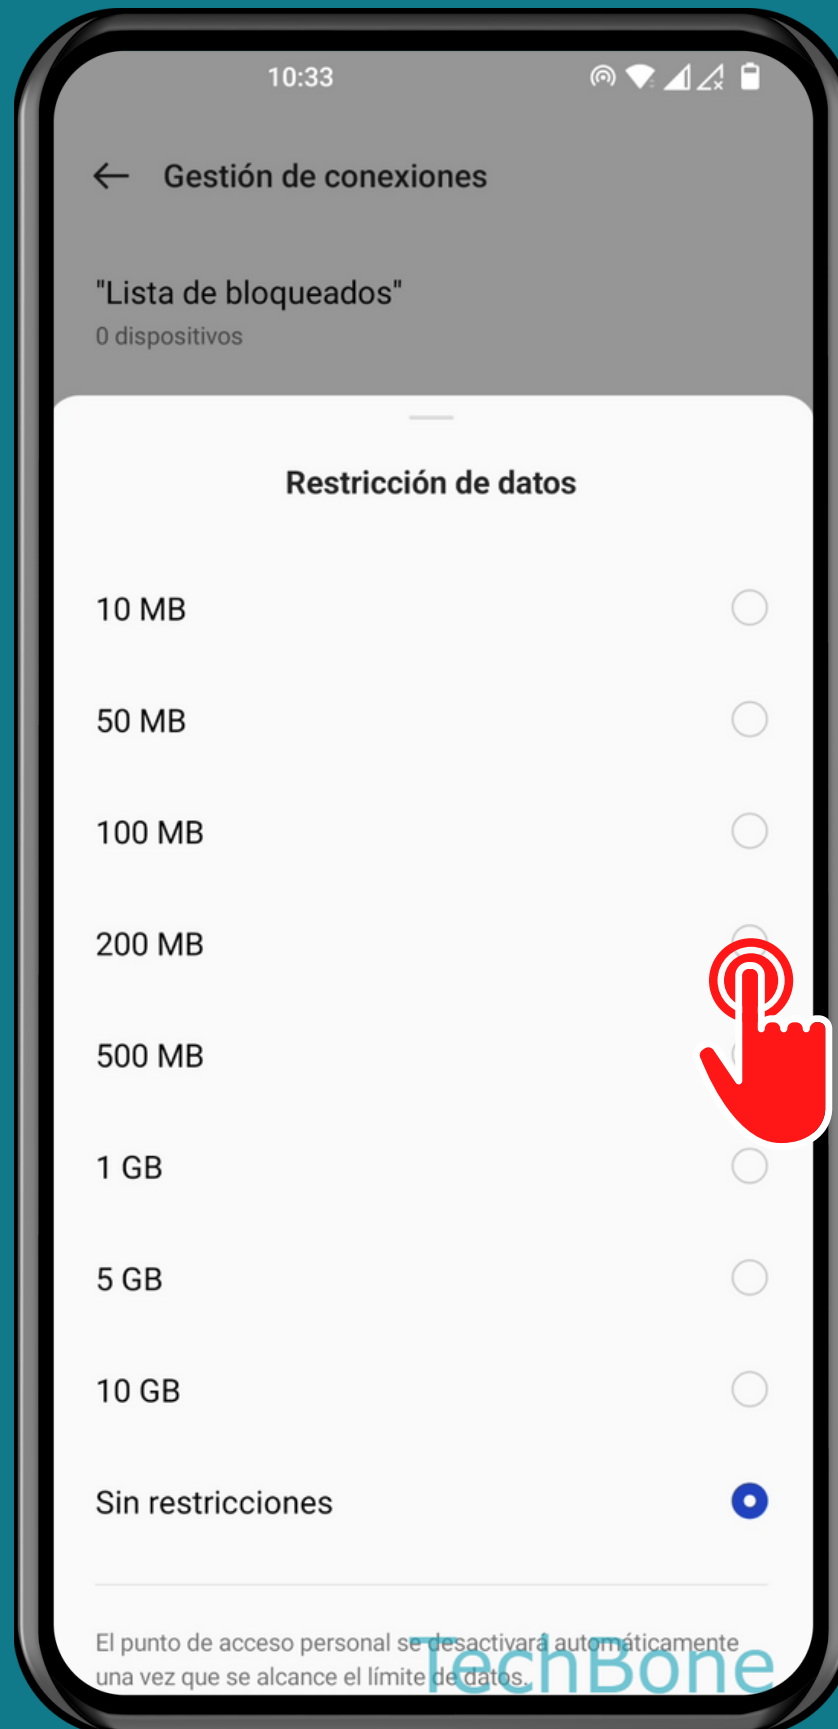 10:33
Gestión de conexiones
"Lista de bloqueados"
0 dispositivos
Restricción de datos
10 MB
50 MB
100 MB
200 MB
500 MB
1 GB
5 GB
10 GB
Sin restricciones
El punto de acceso personal se desactivará automáticamente
una vez que se alcance el límite de datos.
TechBone